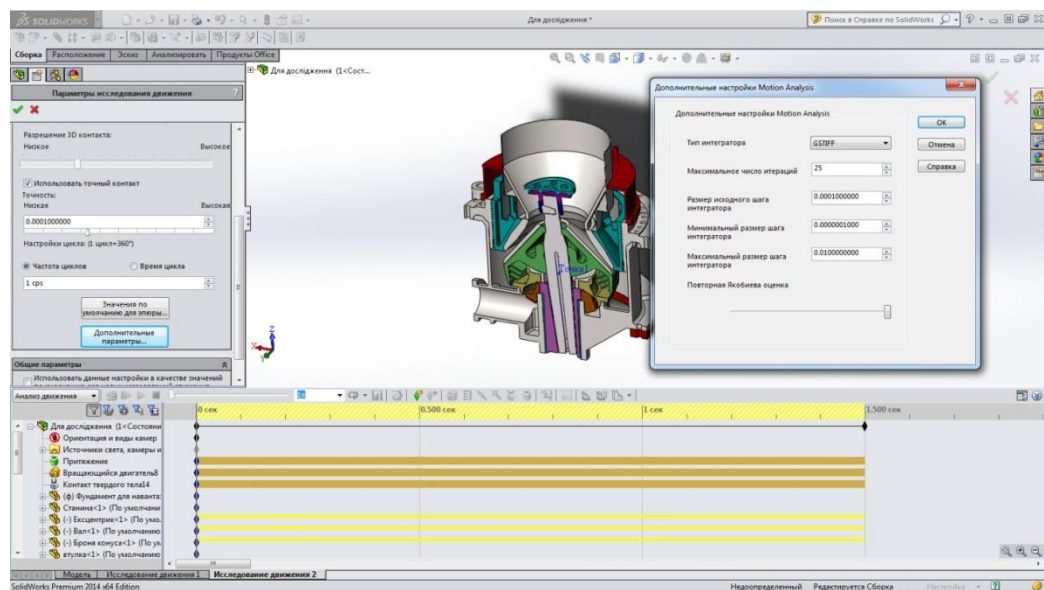 SOLIDWORKS
Для дослідження *
Поиск в Справке по SolidWorks
Сборка Расположение Эскиз Анализировать Продукты Office
Для дослідження (1<Сост...
Параметры исследования движения ?
Разрешение 3D контакта:
Низкое Высокое
Использовать точный контакт
Точность:
Низкая Высокая
0.0001000000
Настройки цикла: (1 цикл=360°)
Частота циклов Время цикла
1 cps
Значения по
умолчанию для эпюры...
Дополнительные
параметры...
Общие параметры
Использовать данные настройки в качестве значений
Точка1
Z
X
Y
Дополнительные настройки Motion Analysis
Дополнительные настройки Motion Analysis
Тип интегратора GSTIFF
Максимальное число итераций 25
Размер исходного шага
интегратора
0.0001000000
Минимальный размер шага
интегратора
0.0000001000
Максимальный размер шага
интегратора
0.0100000000
Повторная Якобиева оценка
OK
Отмена
Справка
Анализ движения
0 сек 0.500 сек 1 сек 1.500 сек
Для дослідження (1<Состояни
Ориентация и виды камер
Источники света, камеры и
Притяжение
Вращающийся двигатель8
Контакт твердого тела14
(ф) Фундамент для наванта:
Станина<1> (По умолчани
(-) Ексцентрик<1> (По умо.
(-) Вал<1> (По умолчанию
(-) Броня конуса<1> (По ум
втулка<1> (По умолчанию
Модель Исследование движения 1 Исследование движения 2
SolidWorks Premium 2014 x64 Edition
Недоопределенный Редактируется Сборка Настройка